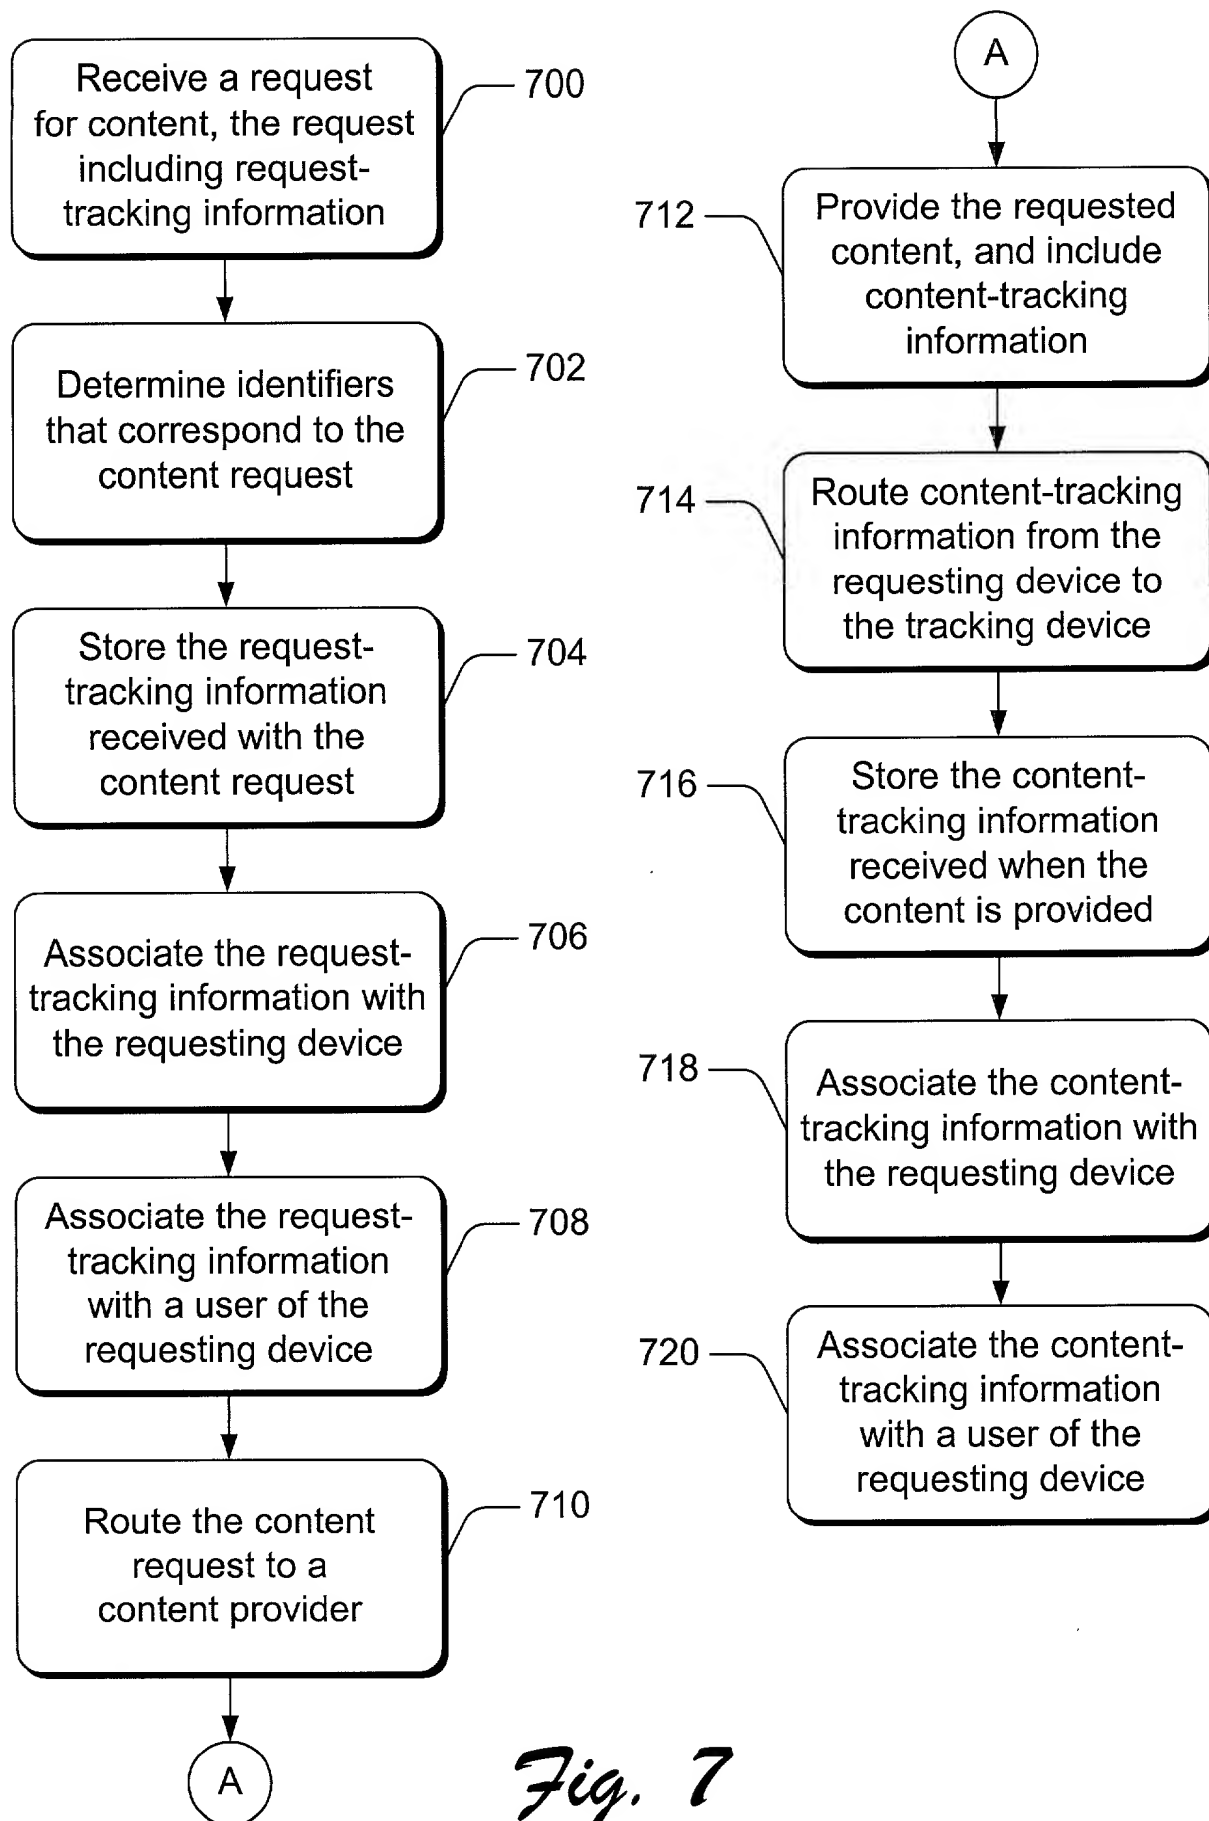 Receive a request
for content, the request
including request-
tracking information
700
Determine identifiers
that correspond to the
content request
702
Store the request-
tracking information
received with the
content request
704
Associate the request-
tracking information with
the requesting device
706
Associate the request-
tracking information
with a user of the
requesting device
708
Route the content
request to a
content provider
710
A
A
712
Provide the requested
content, and include
content-tracking
information
714
Route content-tracking
information from the
requesting device to
the tracking device
716
Store the content-
tracking information
received when the
content is provided
718
Associate the content-
tracking information with
the requesting device
720
Associate the content-
tracking information
with a user of the
requesting device
Fig. 7